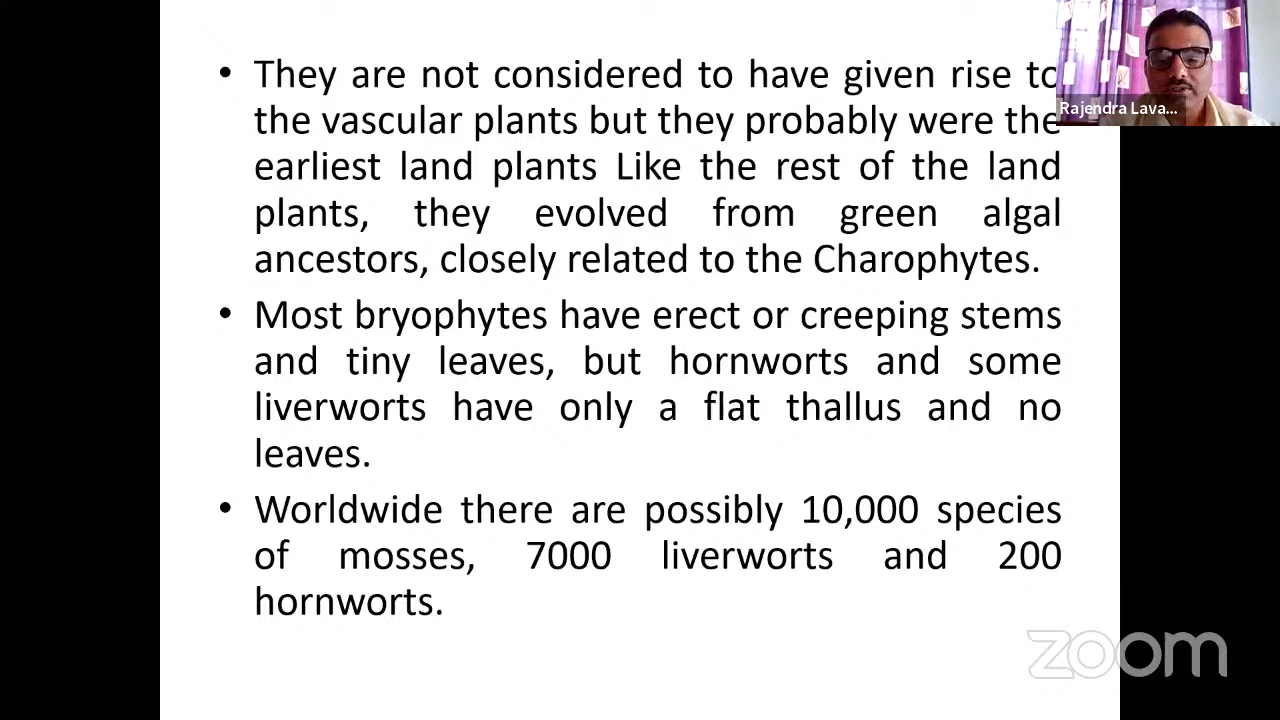 • They are not considered to have given rise to
the vascular plants but they probably were the
earliest land plants Like the rest of the land
plants, they evolved from green algal
ancestors, closely related to the Charophytes.
• Most bryophytes have erect or creeping stems
and tiny leaves, but hornworts and some
liverworts have only a flat thallus and no
leaves.
• Worldwide there are possibly 10,000 species
of mosses, 7000 liverworts and 200
hornworts.
Rajendra Lava...
zoom